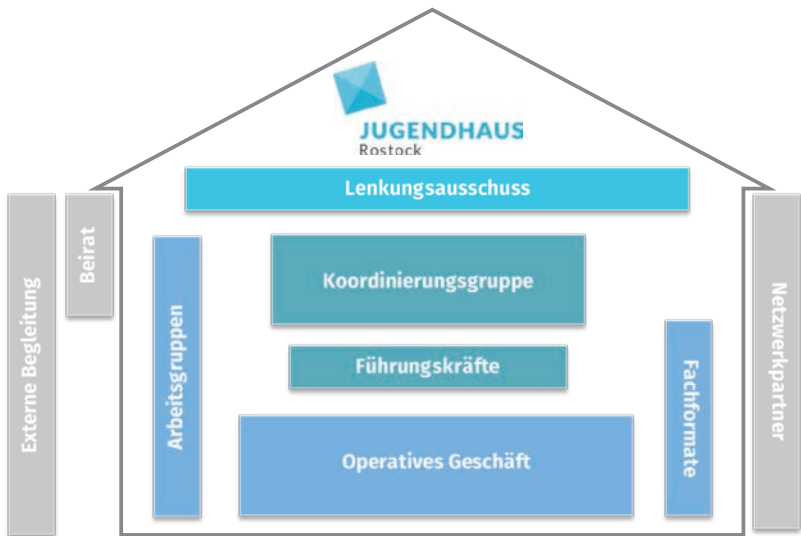 JUGENDHAUS
Rostock
Lenkungsausschuss
Externe Begleitung
Beirat
Arbeitsgruppen
Koordinierungsgruppe
Führungskräfte
Operatives Geschäft
Fachformate
Netzwerkpartner